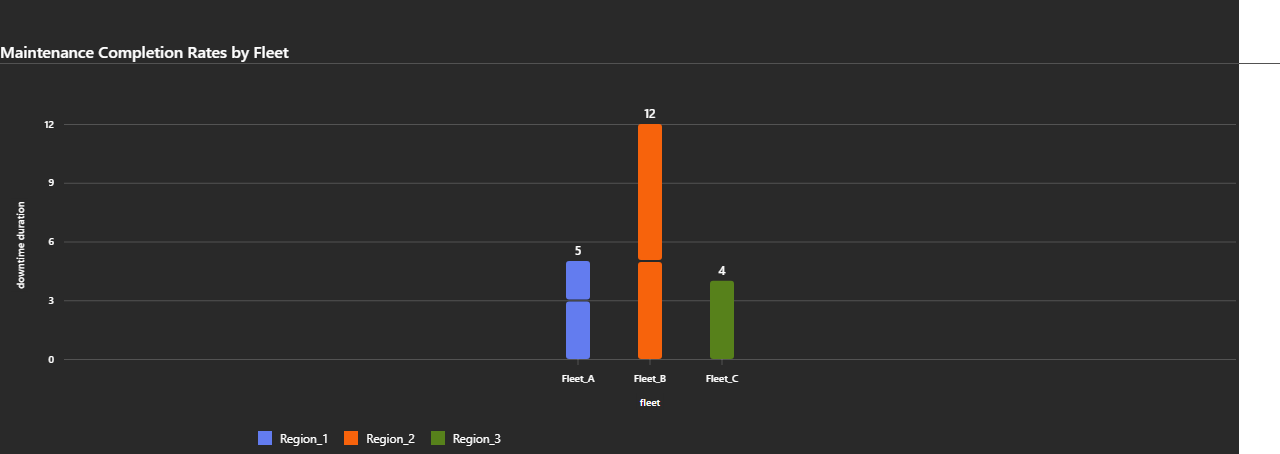 Maintenance Completion Rates by Fleet
12
9
6
3
0
downtime duration
5
12
4
Fleet_A
Fleet_B
Fleet_C
fleet
Region_1
Region_2
Region_3